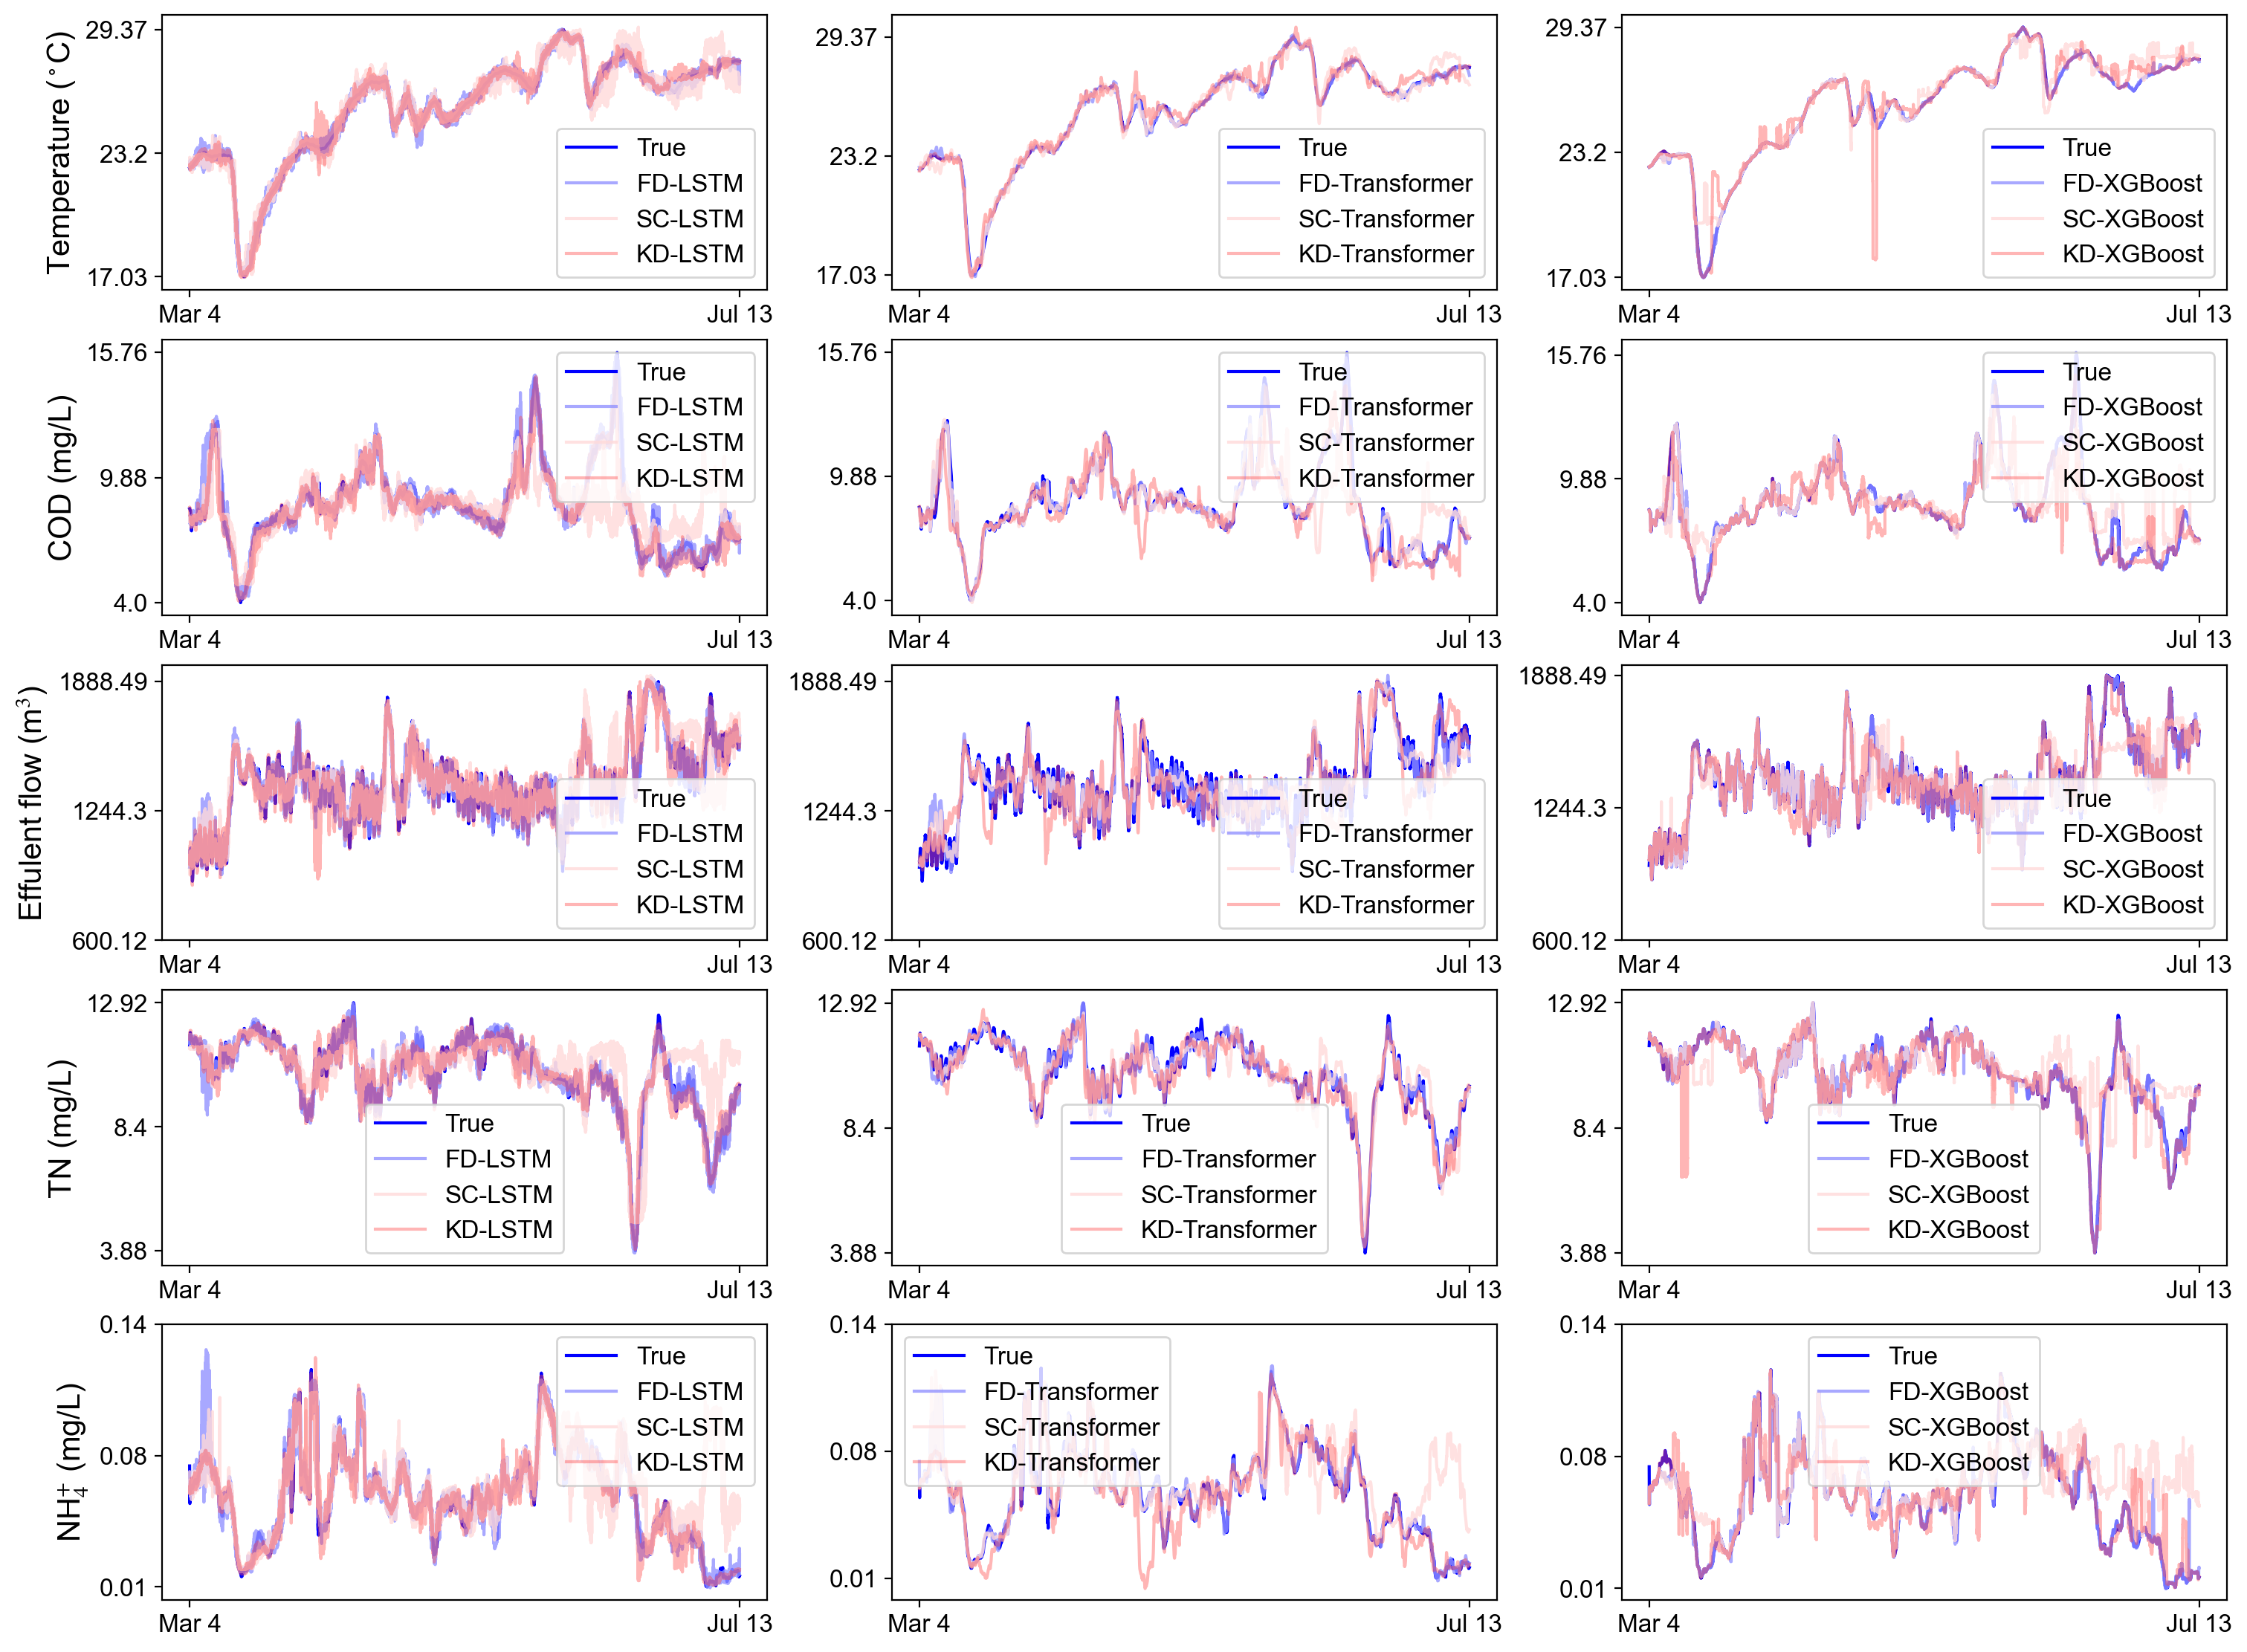 Temperature (°C)
29.37
23.2
17.03
Mar 4
Jul 13
True
FD-LSTM
SC-LSTM
KD-LSTM
29.37
23.2
17.03
Mar 4
Jul 13
True
FD-Transformer
SC-Transformer
KD-Transformer
29.37
23.2
17.03
Mar 4
Jul 13
True
FD-XGBoost
SC-XGBoost
KD-XGBoost
COD (mg/L)
15.76
9.88
4.0
Mar 4
Jul 13
True
FD-LSTM
SC-LSTM
KD-LSTM
15.76
9.88
4.0
Mar 4
Jul 13
True
FD-Transformer
SC-Transformer
KD-Transformer
15.76
9.88
4.0
Mar 4
Jul 13
True
FD-XGBoost
SC-XGBoost
KD-XGBoost
Effulent flow (m³)
1888.49
1244.3
600.12
Mar 4
Jul 13
True
FD-LSTM
SC-LSTM
KD-LSTM
1888.49
1244.3
600.12
Mar 4
Jul 13
True
FD-Transformer
SC-Transformer
KD-Transformer
1888.49
1244.3
600.12
Mar 4
Jul 13
True
FD-XGBoost
SC-XGBoost
KD-XGBoost
TN (mg/L)
12.92
8.4
3.88
Mar 4
Jul 13
True
FD-LSTM
SC-LSTM
KD-LSTM
12.92
8.4
3.88
Mar 4
Jul 13
True
FD-Transformer
SC-Transformer
KD-Transformer
12.92
8.4
3.88
Mar 4
Jul 13
True
FD-XGBoost
SC-XGBoost
KD-XGBoost
NH₄⁺ (mg/L)
0.14
0.08
0.01
Mar 4
Jul 13
True
FD-LSTM
SC-LSTM
KD-LSTM
0.14
0.08
0.01
Mar 4
Jul 13
True
FD-Transformer
SC-Transformer
KD-Transformer
0.14
0.08
0.01
Mar 4
Jul 13
True
FD-XGBoost
SC-XGBoost
KD-XGBoost